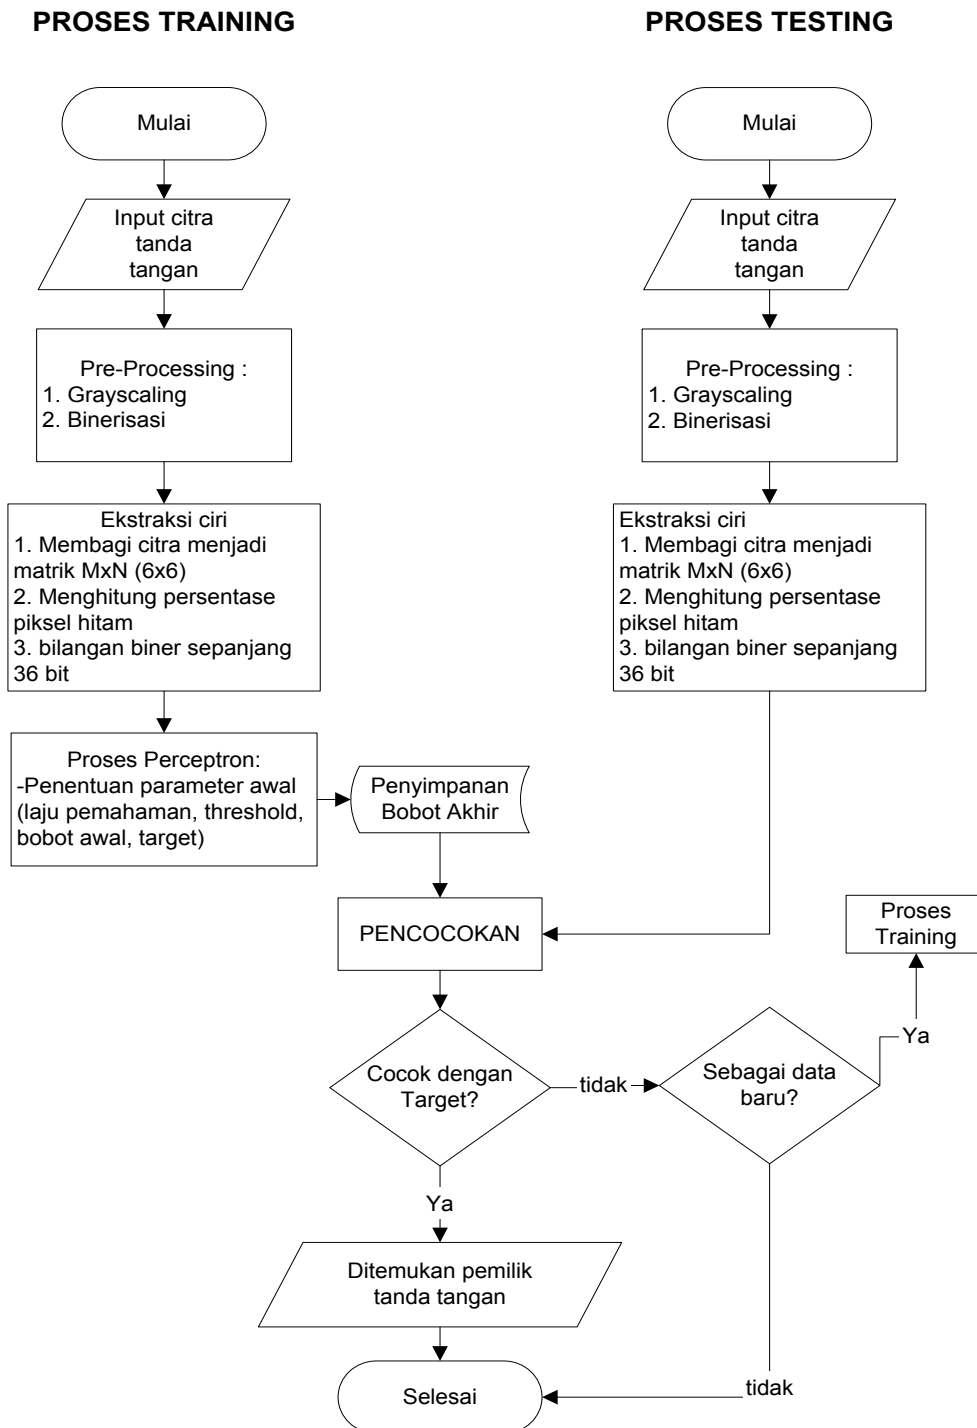 PROSES TRAINING
PROSES TESTING
Mulai
Input citra
tanda
tangan
Pre-Processing :
1. Grayscaling
2. Binerisasi
Ekstraksi ciri
1. Membagi citra menjadi
matrik MxN (6x6)
2. Menghitung persentase
piksel hitam
3. bilangan biner sepanjang
36 bit
Proses Perceptron:
-Penentuan parameter awal
(laju pemahaman, threshold,
bobot awal, target)
Penyimpanan
Bobot Akhir
Mulai
Input citra
tanda
tangan
Pre-Processing :
1. Grayscaling
2. Binerisasi
Ekstraksi ciri
1. Membagi citra menjadi
matrik MxN (6x6)
2. Menghitung persentase
piksel hitam
3. bilangan biner sepanjang
36 bit
PENCOCOKAN
Proses
Training
Cocok dengan
Target?
tidak
Sebagai data
baru?
Ya
Ya
Ditemukan pemilik
tanda tangan
Selesai
tidak